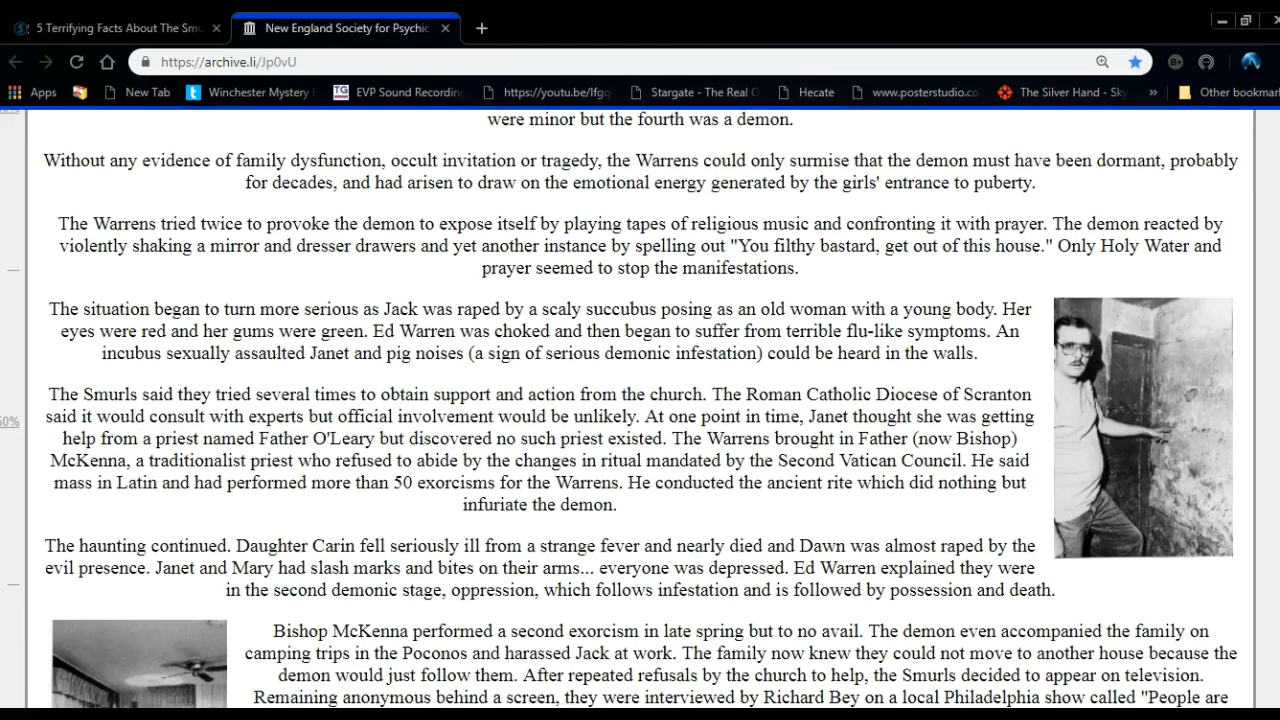 5 Terrifying Facts About The Smu
New England Society for Psychic
https://archive.li/Jp0vU
Apps
New Tab
Winchester Mystery
EVP Sound Recording
https://youtu.be/Ifgq
Stargate - The Real O
Hecate
www.posterstudio.co
The Silver Hand - Sky
»
Other bookmar
were minor but the fourth was a demon.
Without any evidence of family dysfunction, occult invitation or tragedy, the Warrens could only surmise that the demon must have been dormant, probably
for decades, and had arisen to draw on the emotional energy generated by the girls' entrance to puberty.
The Warrens tried twice to provoke the demon to expose itself by playing tapes of religious music and confronting it with prayer. The demon reacted by
violently shaking a mirror and dresser drawers and yet another instance by spelling out "You filthy bastard, get out of this house." Only Holy Water and
prayer seemed to stop the manifestations.
The situation began to turn more serious as Jack was raped by a scaly succubus posing as an old woman with a young body. Her
eyes were red and her gums were green. Ed Warren was choked and then began to suffer from terrible flu-like symptoms. An
incubus sexually assaulted Janet and pig noises (a sign of serious demonic infestation) could be heard in the walls.
The Smurls said they tried several times to obtain support and action from the church. The Roman Catholic Diocese of Scranton
said it would consult with experts but official involvement would be unlikely. At one point in time, Janet thought she was getting
help from a priest named Father O'Leary but discovered no such priest existed. The Warrens brought in Father (now Bishop)
McKenna, a traditionalist priest who refused to abide by the changes in ritual mandated by the Second Vatican Council. He said
mass in Latin and had performed more than 50 exorcisms for the Warrens. He conducted the ancient rite which did nothing but
infuriate the demon.
The haunting continued. Daughter Carin fell seriously ill from a strange fever and nearly died and Dawn was almost raped by the
evil presence. Janet and Mary had slash marks and bites on their arms... everyone was depressed. Ed Warren explained they were
in the second demonic stage, oppression, which follows infestation and is followed by possession and death.
Bishop McKenna performed a second exorcism in late spring but to no avail. The demon even accompanied the family on
camping trips in the Poconos and harassed Jack at work. The family now knew they could not move to another house because the
demon would just follow them. After repeated refusals by the church to help, the Smurls decided to appear on television.
Remaining anonymous behind a screen, they were interviewed by Richard Bey on a local Philadelphia show called "People are